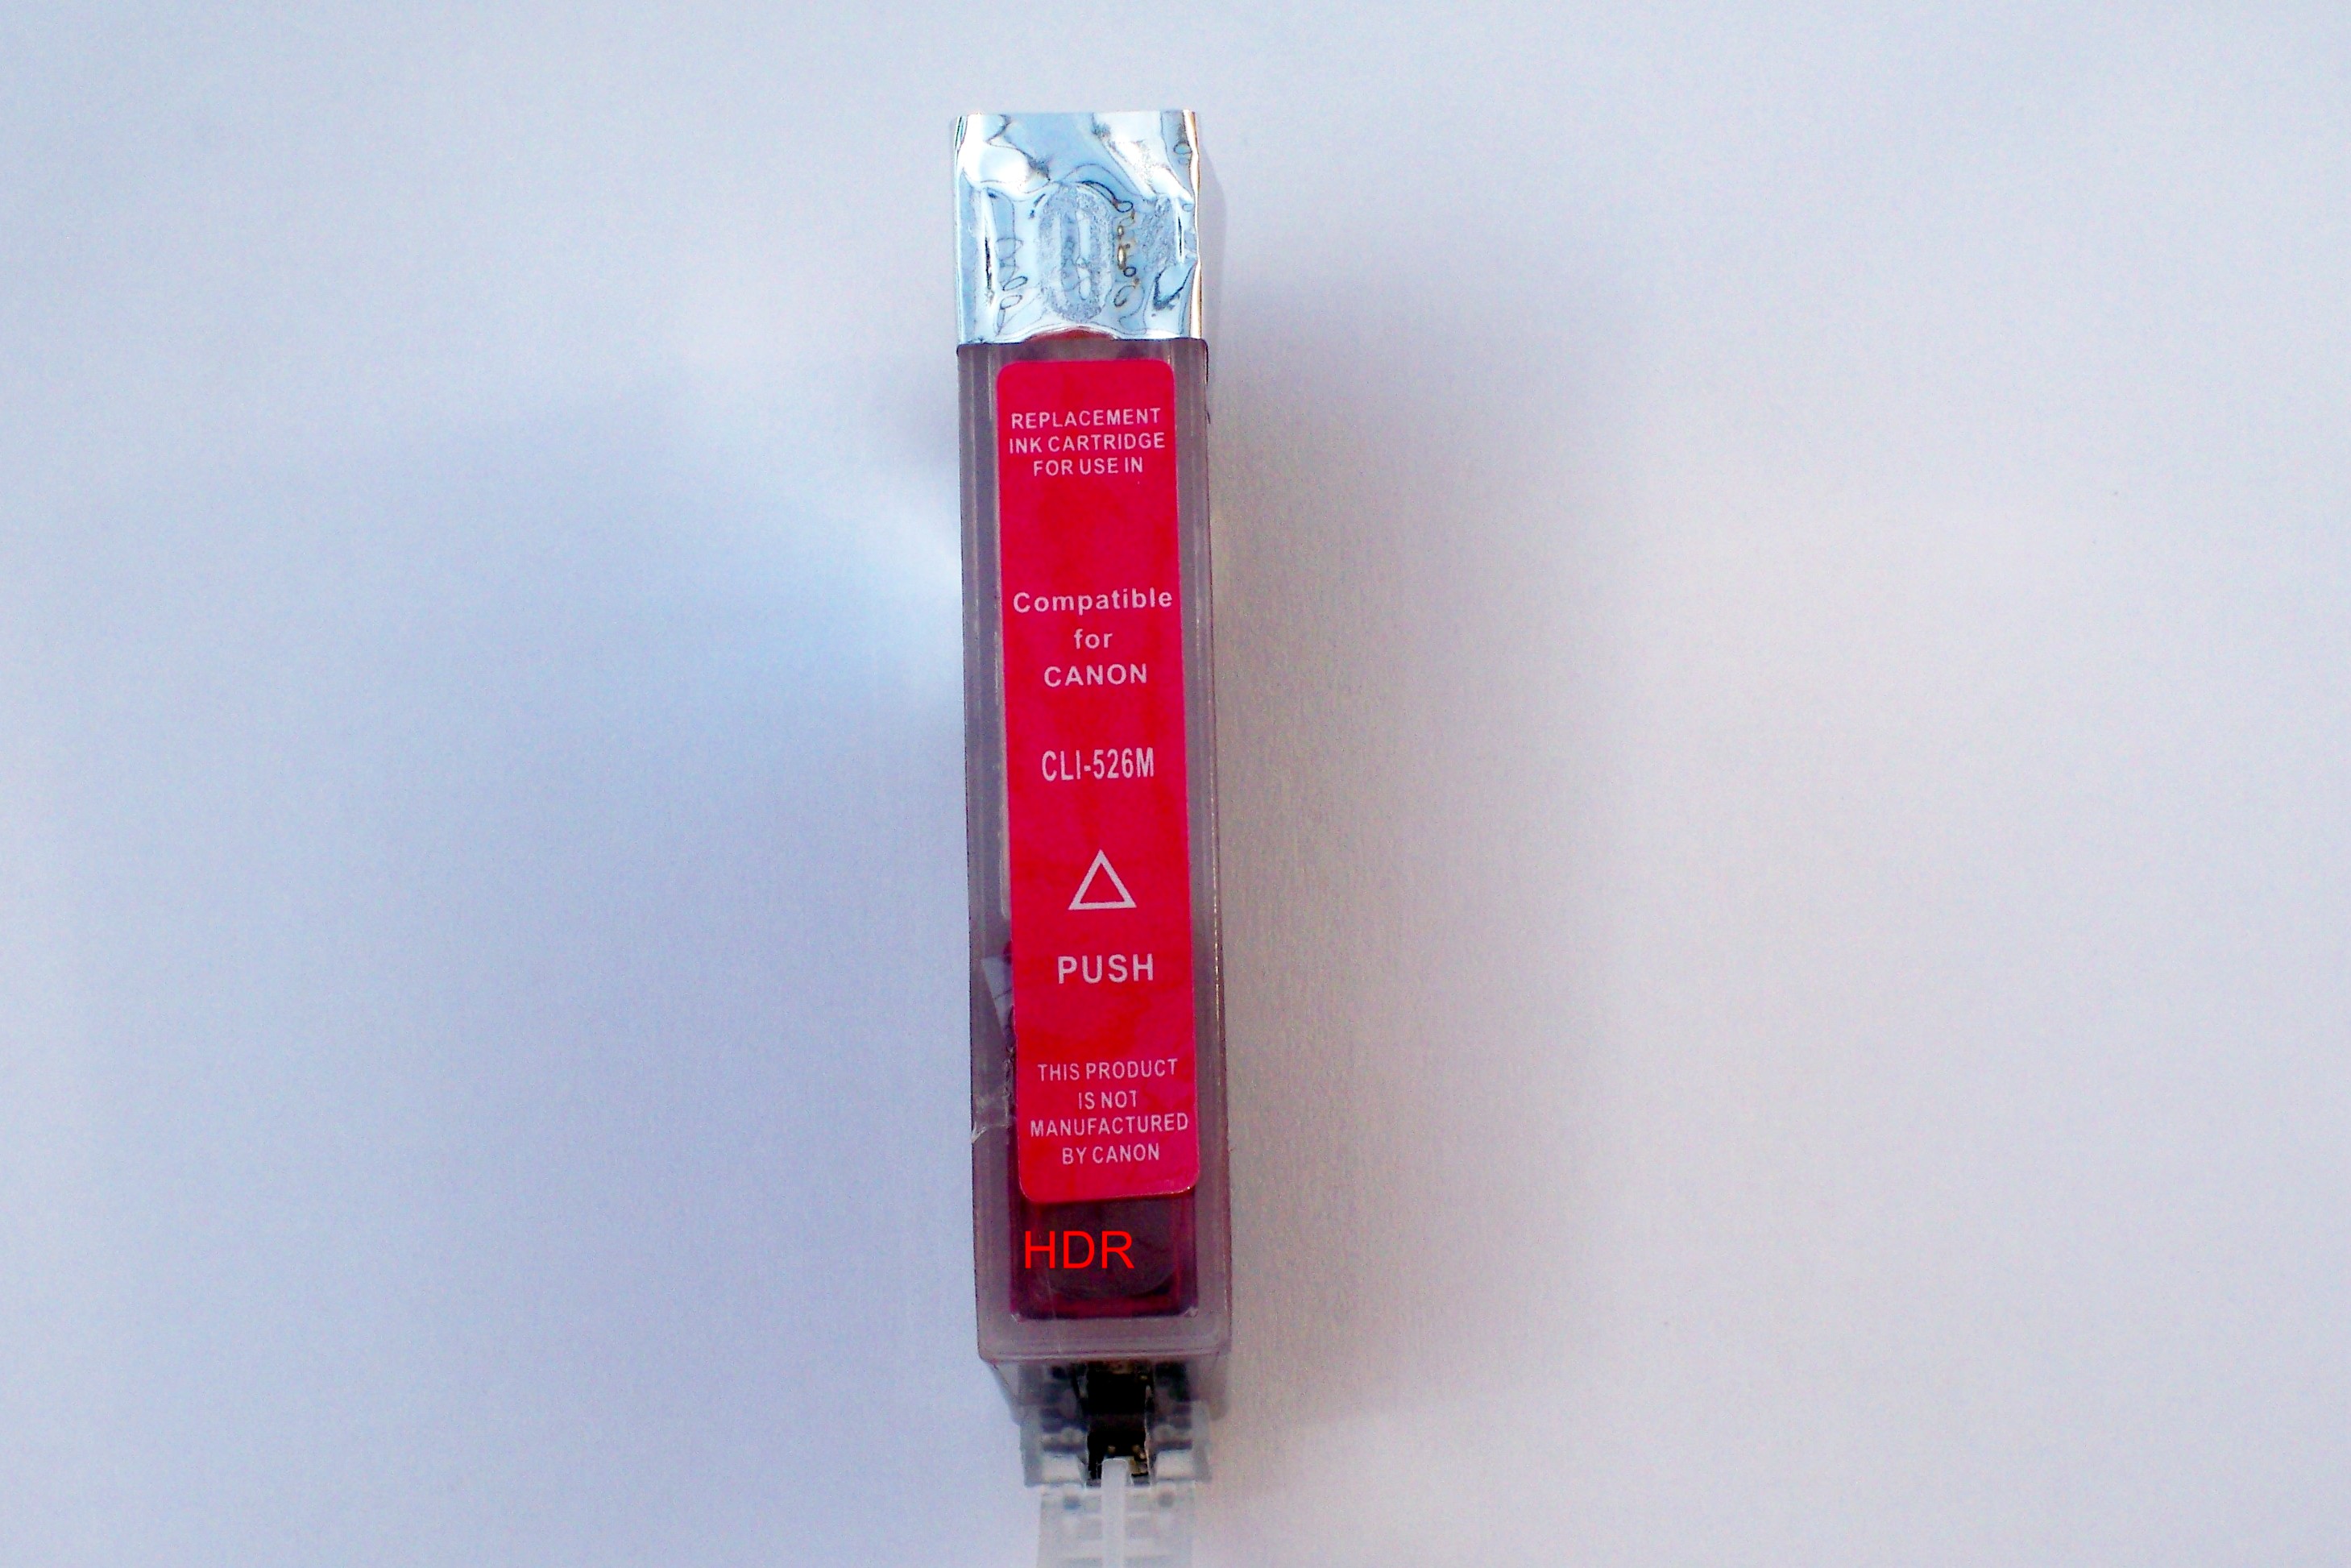 REPLACEMENT
INK CARTRIDGE
FOR USE IN
Compatible
for
CANON
CLI-526M
PUSH
THIS PRODUCT
IS NOT
MANUFACTURED
BY CANON
HDR